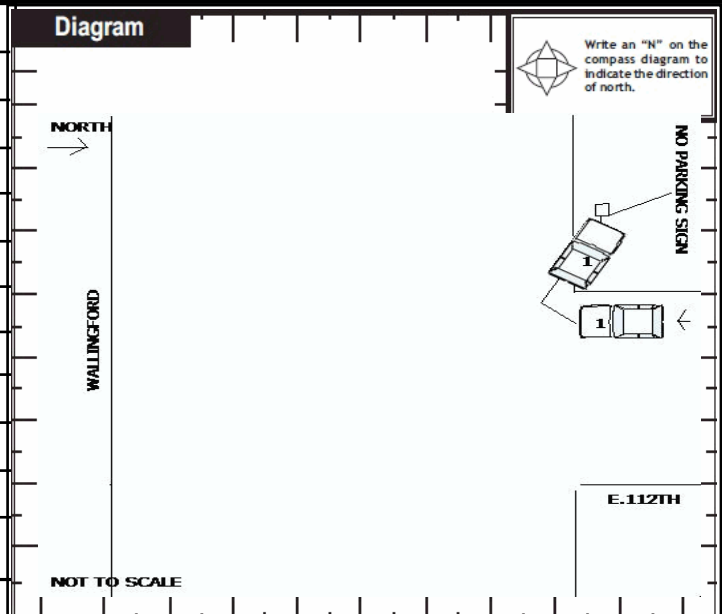 Diagram
Write an “N” on the
compass diagram to
indicate the direction
of north.
NORTH
NO PARKING SIGN
1
WALLINGFORD
1
E.112TH
NOT TO SCALE